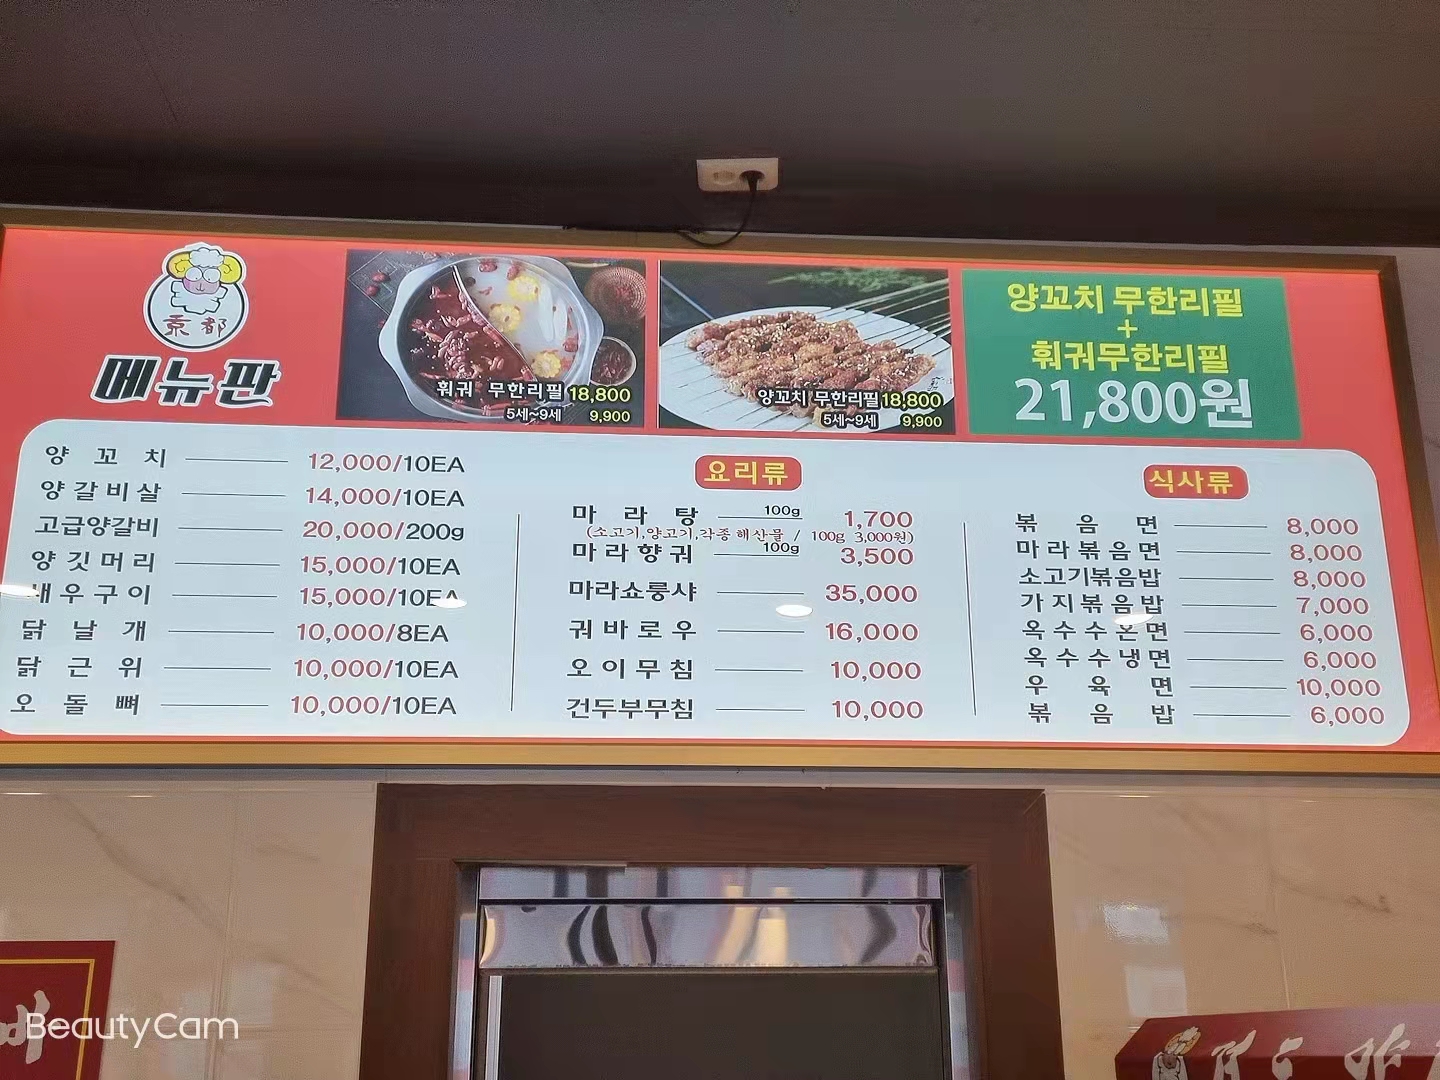 京都
메뉴판
훠궈 무한리필 18,800
5세~9세 9,900
양꼬치 무한리필 18,800
5세~9세 9,900
양꼬치 무한리필
+
훠궈무한리필
21,800원
양꼬치 12,000/10EA
양갈비살 14,000/10EA
고급양갈비 20,000/200g
양깃머리 15,000/10EA
새우구이 15,000/10EA
닭날개 10,000/8EA
닭근위 10,000/10EA
오돌뼈 10,000/10EA
요리류
마라탕 100g 1,700
(소고기,양고기,각종해산물 / 100g 3,000원)
마라향궈 100g 3,500
마라쇼룽샤 35,000
궈바로우 16,000
오이무침 10,000
건두부무침 10,000
식사류
볶음면 8,000
마라볶음면 8,000
소고기볶음밥 8,000
가지볶음밥 7,000
옥수수온면 6,000
옥수수냉면 6,000
우육면 10,000
볶음밥 6,000
BeautyCam